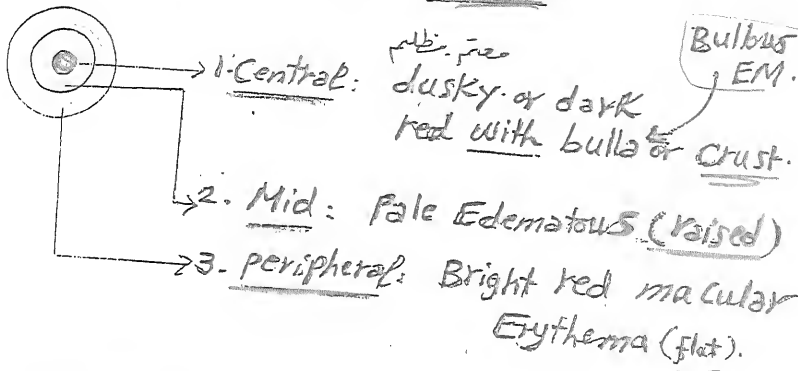 Bulbus
EM.
معتم - مظلم
1. Central: dusky or dark
red with bulla or Crust.
2. Mid: Pale Edematous (raised)
3. peripheral: Bright red macular
Erythema (flat).